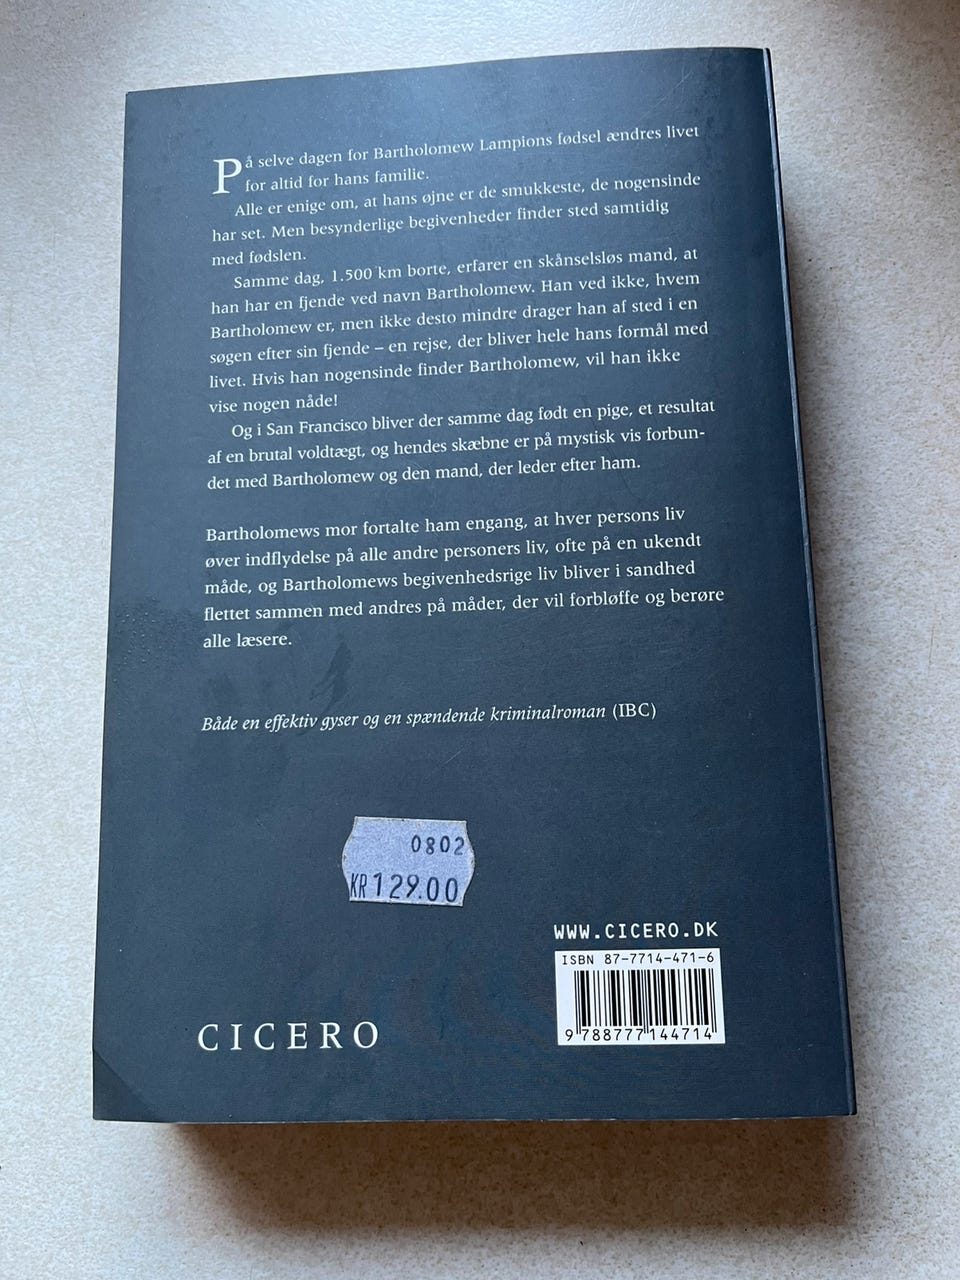 På selve dagen for Bartholomew Lampions fødsel ændres livet
for altid for hans familie.
Alle er enige om, at hans øjne er de smukkeste, de nogensinde
har set. Men besynderlige begivenheder finder sted samtidig
med fødslen.
Samme dag, 1.500 km borte, erfarer en skånselsløs mand, at
han har en fjende ved navn Bartholomew. Han ved ikke, hvem
Bartholomew er, men ikke desto mindre drager han af sted i en
søgen efter sin fjende – en rejse, der bliver hele hans formål med
livet. Hvis han nogensinde finder Bartholomew, vil han ikke
vise nogen nåde!
Og i San Francisco bliver der samme dag født en pige, et resultat
af en brutal voldtægt, og hendes skæbne er på mystisk vis forbun-
det med Bartholomew og den mand, der leder efter ham.
Bartholomews mor fortalte ham engang, at hver persons liv
øver indflydelse på alle andre personers liv, ofte på en ukendt
måde, og Bartholomews begivenhedsrige liv bliver i sandhed
flettet sammen med andres på måder, der vil forbløffe og berøre
alle læsere.
Både en effektiv gyser og en spændende kriminalroman (IBC)
0802
KR 129.00
WWW.CICERO.DK
ISBN 87-7714-471-6
9 788777 144714
CICERO